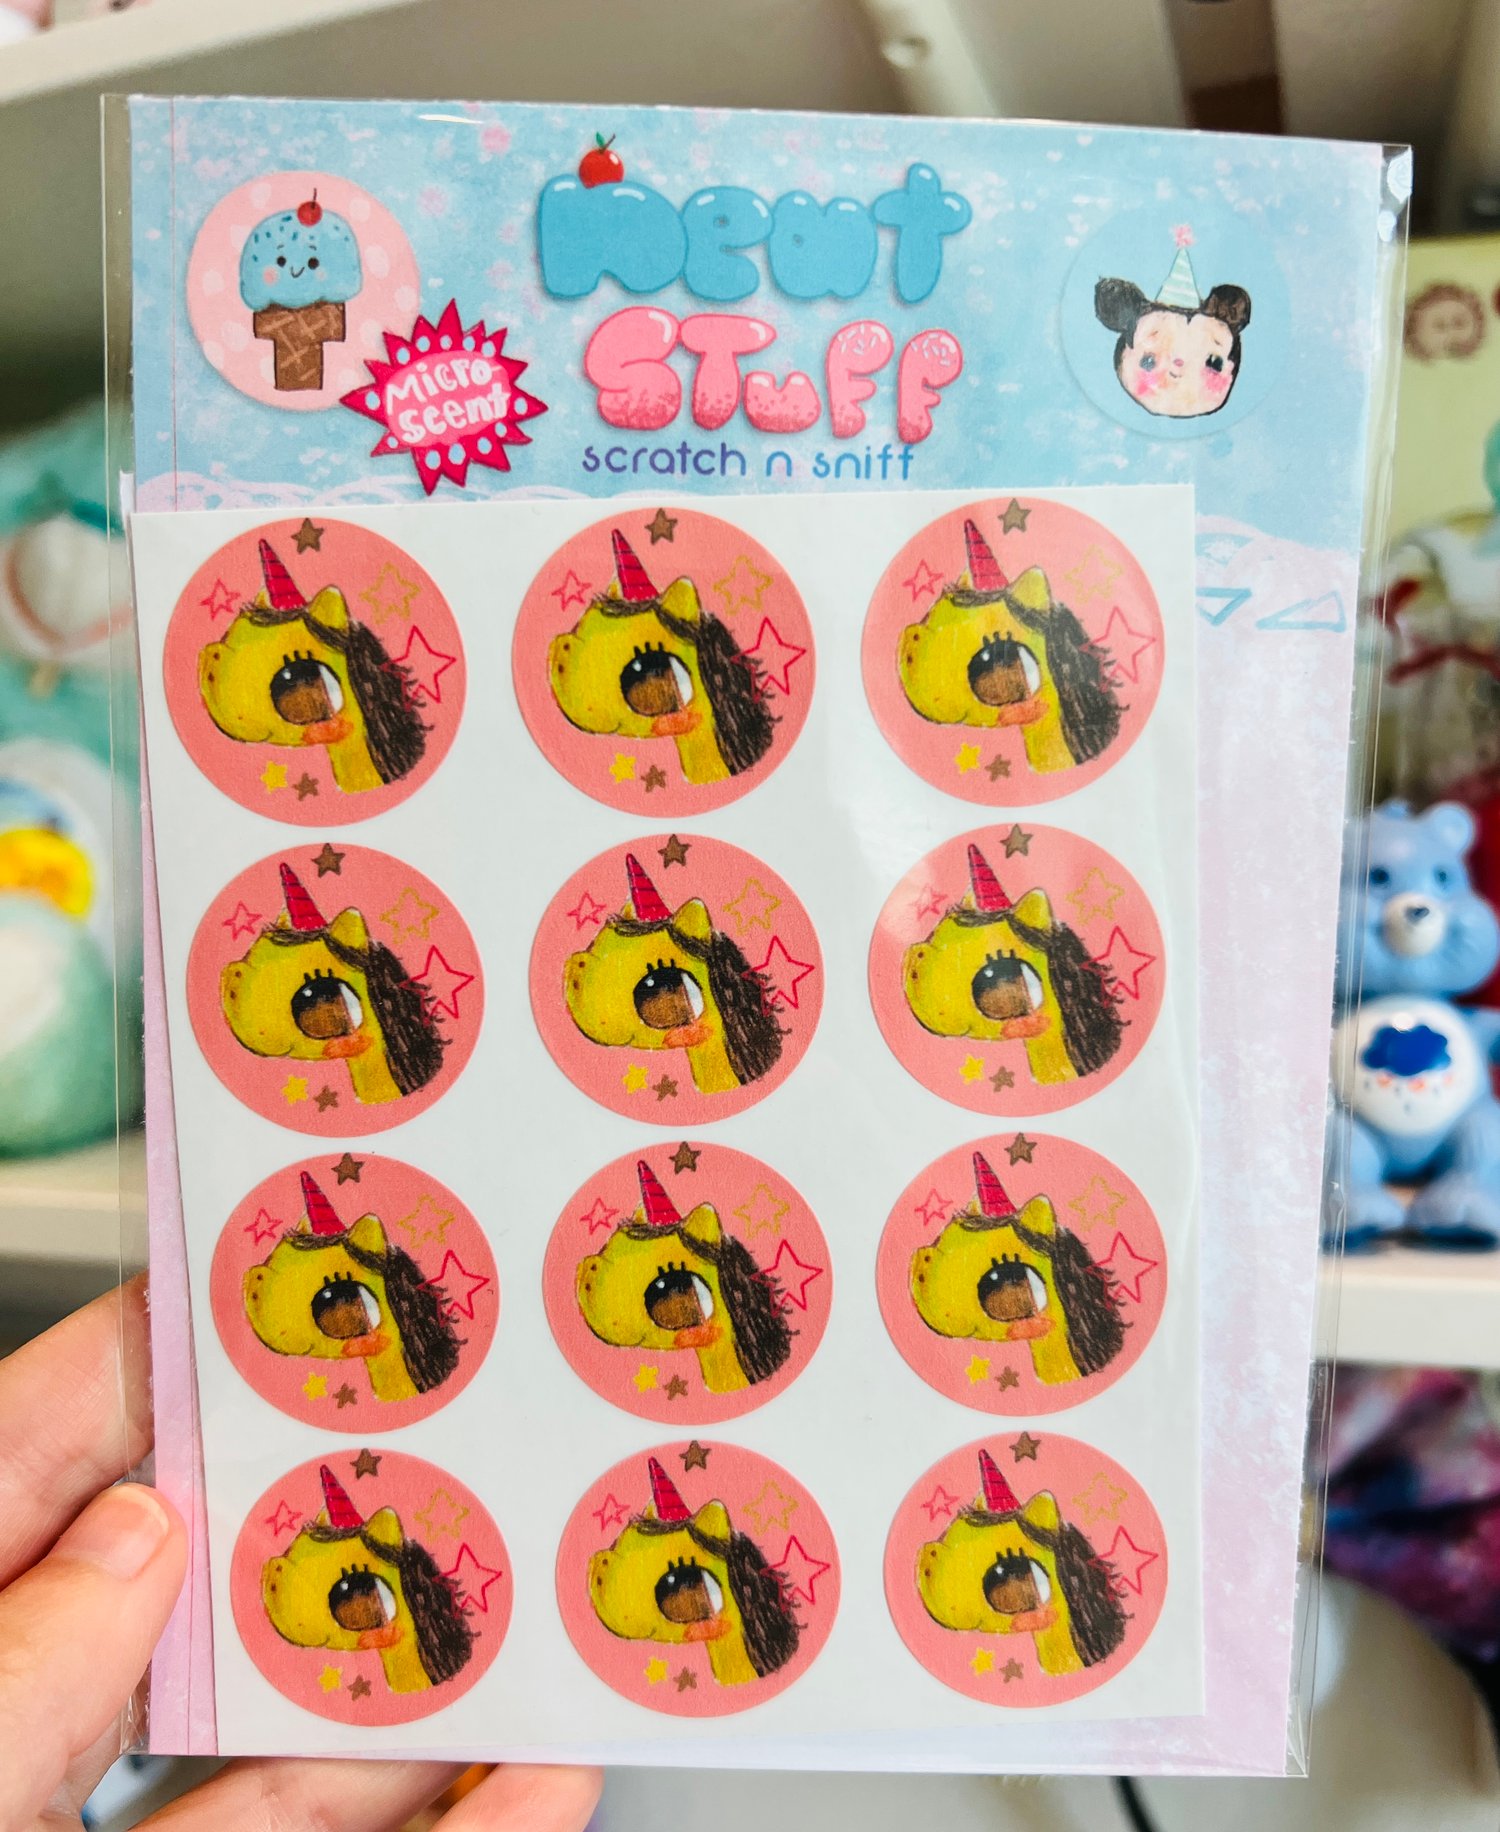 neat
STuFF
Micro-
scent
scratch n sniff